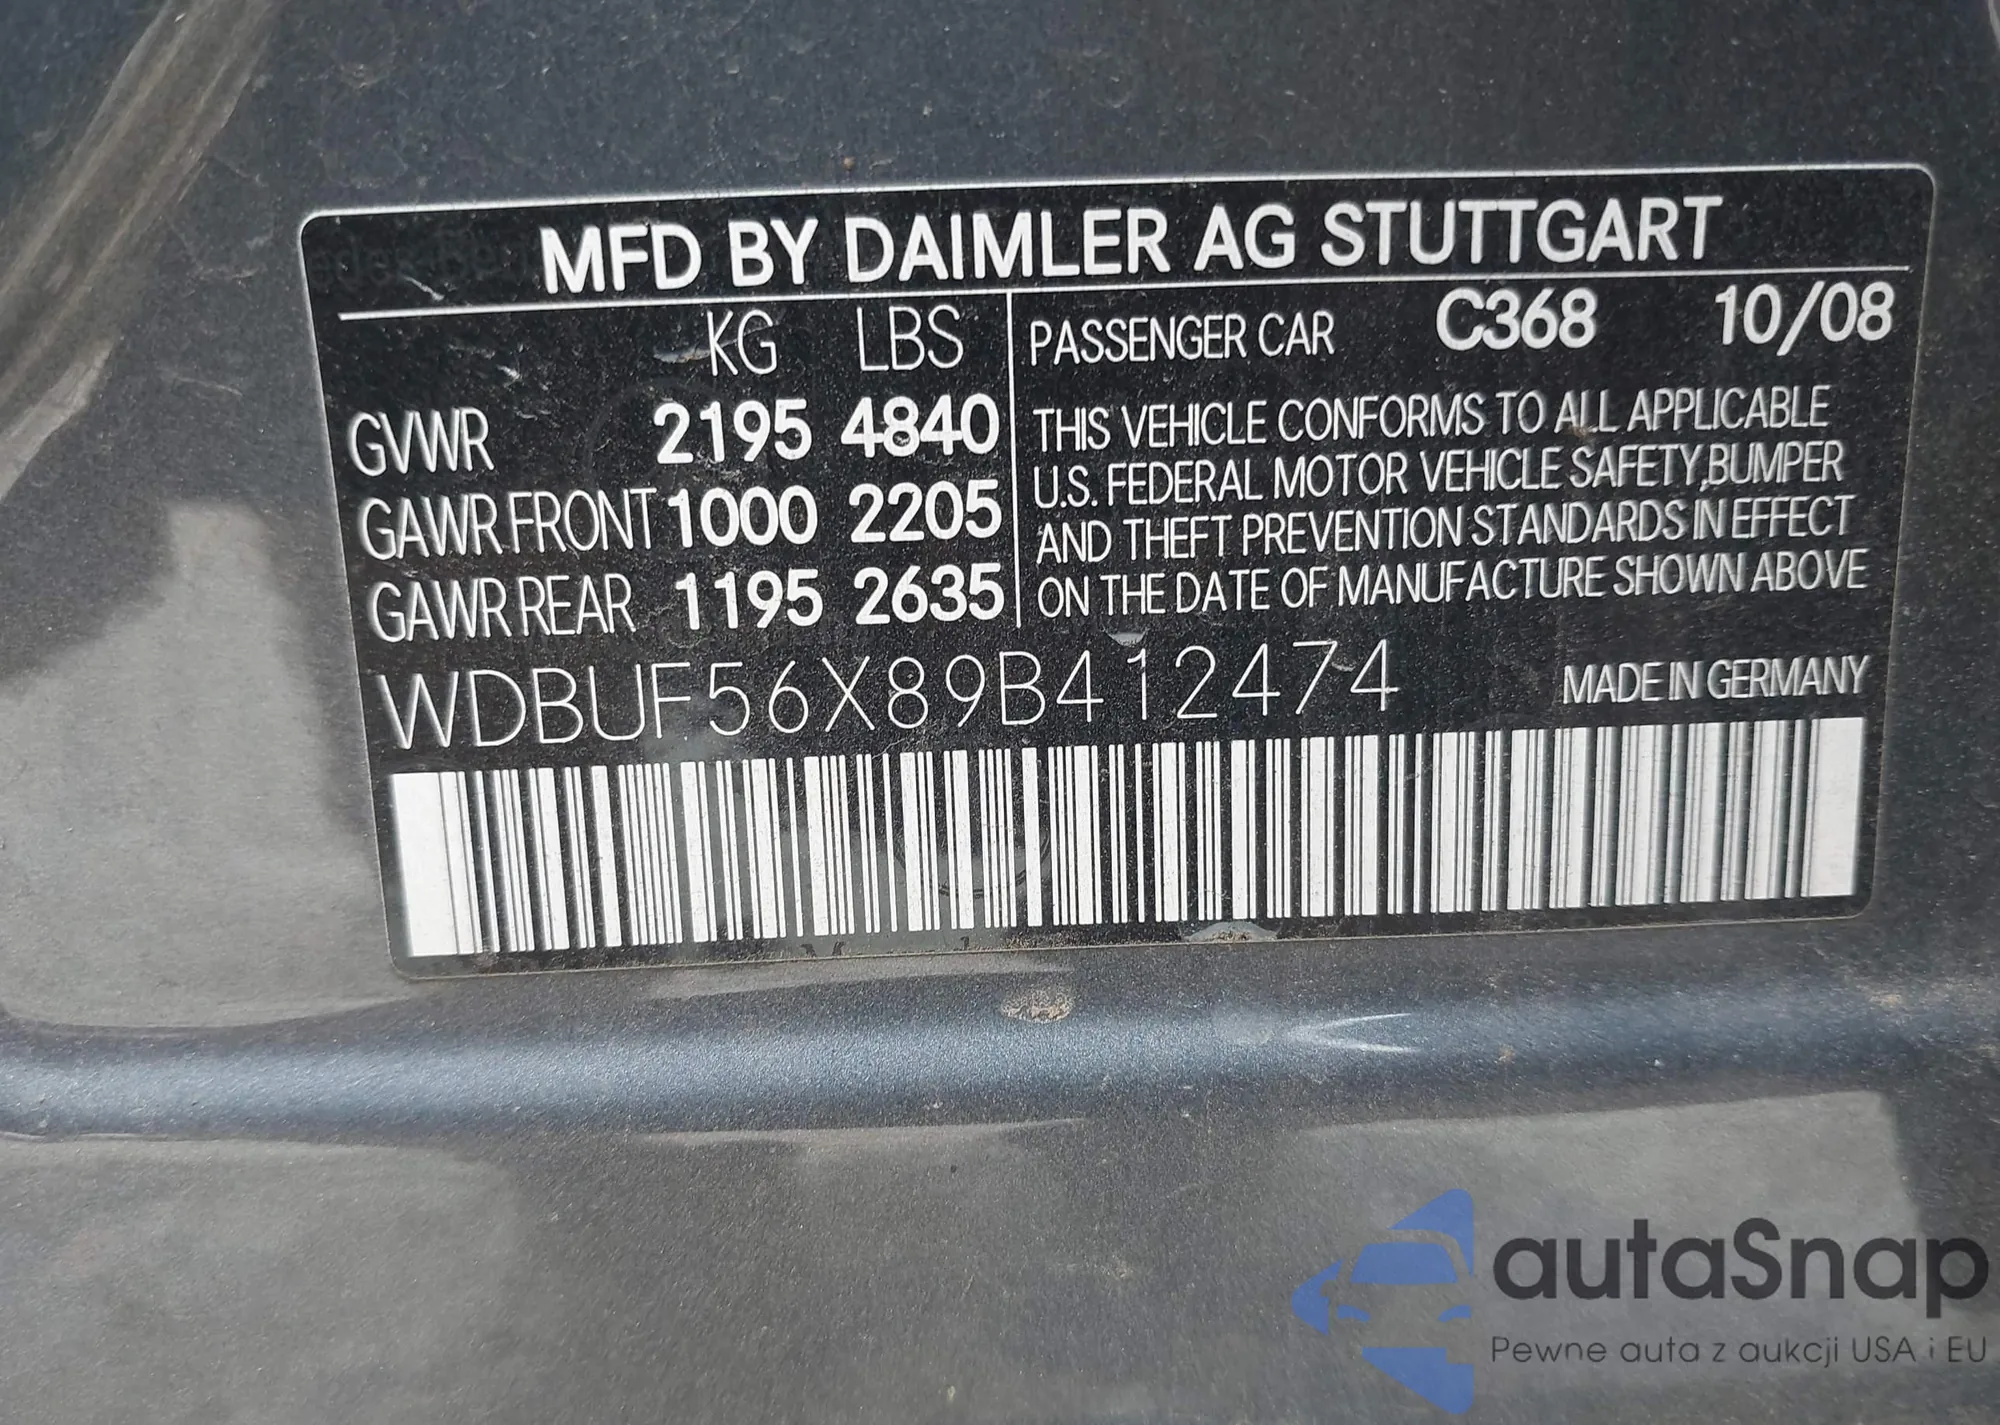 MFD BY DAIMLER AG STUTTGART
KG LBS
GVWR 2195 4840
GAWR FRONT 1000 2205
GAWR REAR 1195 2635
PASSENGER CAR C368 10/08
THIS VEHICLE CONFORMS TO ALL APPLICABLE
U.S. FEDERAL MOTOR VEHICLE SAFETY, BUMPER
AND THEFT PREVENTION STANDARDS IN EFFECT
ON THE DATE OF MANUFACTURE SHOWN ABOVE
WDBUF56X89B412474 MADE IN GERMANY
autaSnap
Pewne auta z aukcji USA i EU